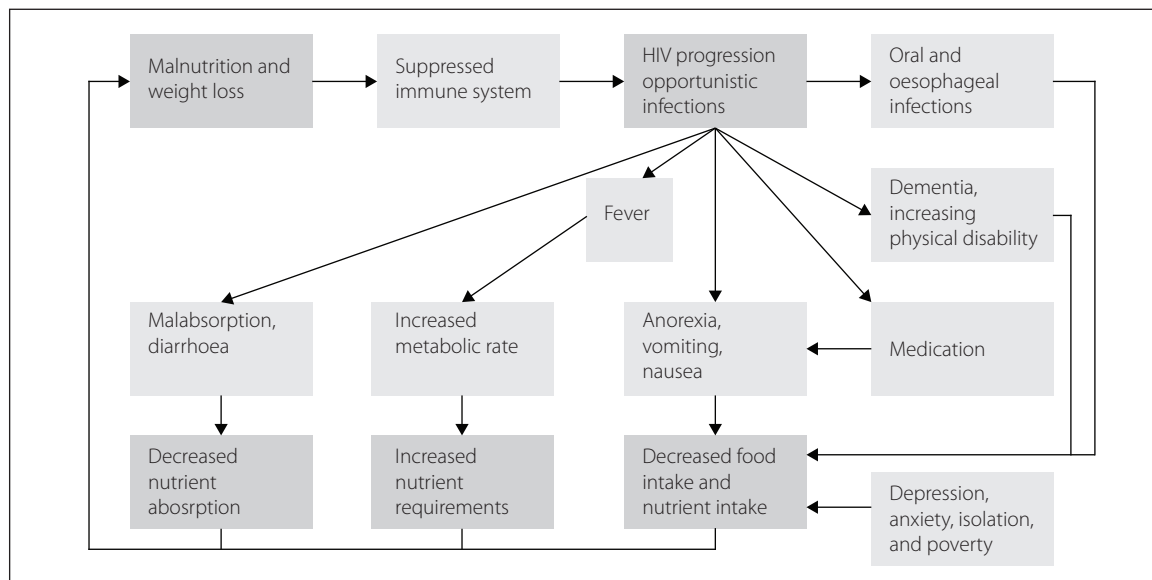 Malnutrition and
weight loss
Suppressed
immune system
HIV progression
opportunistic
infections
Oral and
oesophageal
infections
Fever
Dementia,
increasing
physical disability
Malabsorption,
diarrhoea
Increased
metabolic rate
Anorexia,
vomiting,
nausea
Medication
Decreased
nutrient
abosrption
Increased
nutrient
requirements
Decreased food
intake and
nutrient intake
Depression,
anxiety, isolation,
and poverty